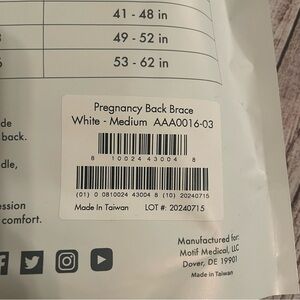 41 - 48 in
49 - 52 in
53 - 62 in
back.
ession
comfort.
Pregnancy Back Brace
White - Medium AAA0016-03
8 10024 43004 8
(01) 0 0810024 43004 8 (10) 20240715
Made In Taiwan LOT #: 20240715
Manufactured for:
Motif Medical, LLC
Dover, DE 19901
Made in Taiwan